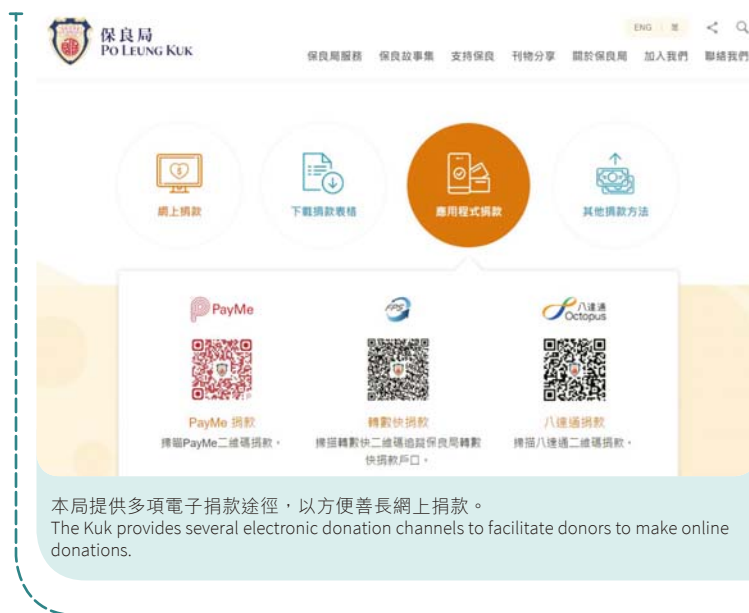 保良局
PO LEUNG KUK
ENG 简
保良局服務 保良故事集 支持保良 刊物分享 關於保良局 加入我們 聯絡我們
網上捐款 下載捐款表格 應用程式捐款 其他捐款方法
PayMe FPS 八達通
Octopus
PayMe 捐款 轉數快捐款 八達通捐款
掃瞄PayMe二維碼捐款。 掃描轉數快二維碼追蹤保良局轉數 掃描八達通二維碼捐款。
快捐款戶口。
本局提供多項電子捐款途徑，以方便善長網上捐款。
The Kuk provides several electronic donation channels to facilitate donors to make online
donations.